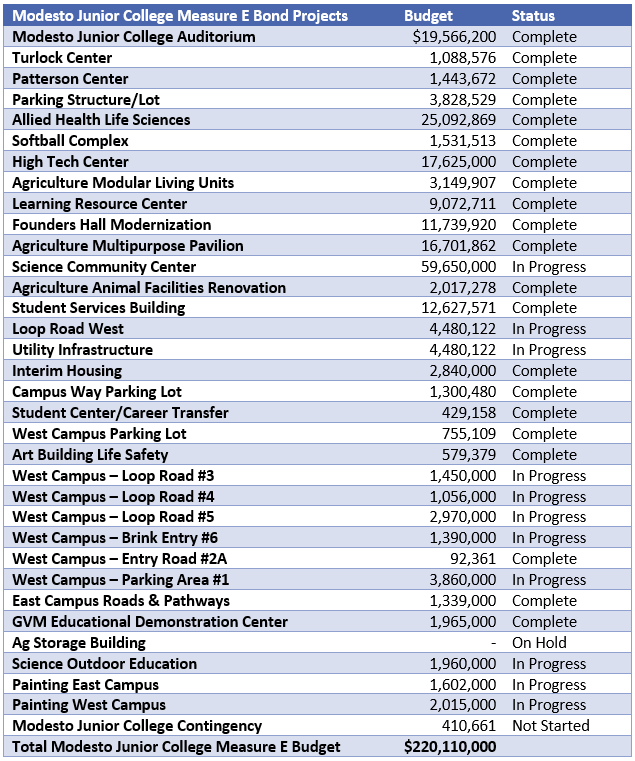 Modesto Junior College Measure E Bond Projects Budget Status
Modesto Junior College Auditorium $19,566,200 Complete
Turlock Center 1,088,576 Complete
Patterson Center 1,443,672 Complete
Parking Structure/Lot 3,828,529 Complete
Allied Health Life Sciences 25,092,869 Complete
Softball Complex 1,531,513 Complete
High Tech Center 17,625,000 Complete
Agriculture Modular Living Units 3,149,907 Complete
Learning Resource Center 9,072,711 Complete
Founders Hall Modernization 11,739,920 Complete
Agriculture Multipurpose Pavilion 16,701,862 Complete
Science Community Center 59,650,000 In Progress
Agriculture Animal Facilities Renovation 2,017,278 Complete
Student Services Building 12,627,571 Complete
Loop Road West 4,480,122 In Progress
Utility Infrastructure 4,480,122 In Progress
Interim Housing 2,840,000 Complete
Campus Way Parking Lot 1,300,480 Complete
Student Center/Career Transfer 429,158 Complete
West Campus Parking Lot 755,109 Complete
Art Building Life Safety 579,379 Complete
West Campus – Loop Road #3 1,450,000 In Progress
West Campus – Loop Road #4 1,056,000 In Progress
West Campus – Loop Road #5 2,970,000 In Progress
West Campus – Brink Entry #6 1,390,000 In Progress
West Campus – Entry Road #2A 92,361 Complete
West Campus – Parking Area #1 3,860,000 In Progress
East Campus Roads & Pathways 1,339,000 Complete
GVM Educational Demonstration Center 1,965,000 Complete
Ag Storage Building - On Hold
Science Outdoor Education 1,960,000 In Progress
Painting East Campus 1,602,000 In Progress
Painting West Campus 2,015,000 In Progress
Modesto Junior College Contingency 410,661 Not Started
Total Modesto Junior College Measure E Budget $220,110,000